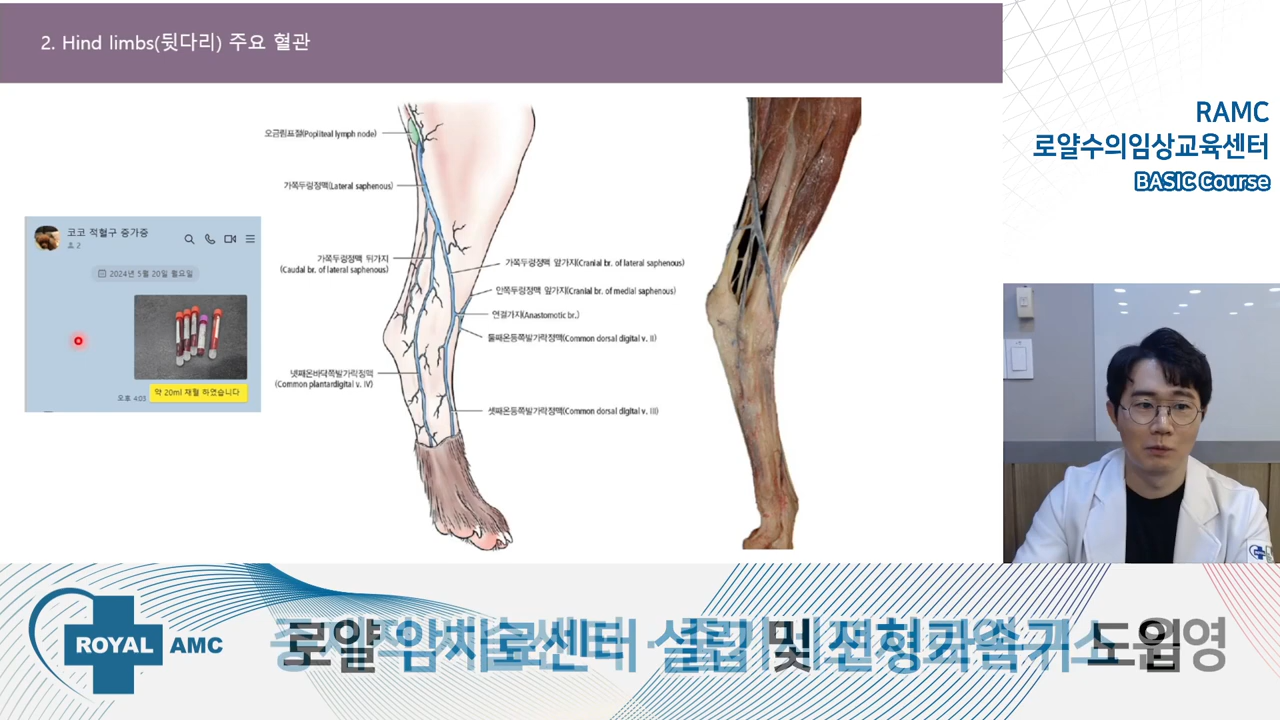 2. Hind limbs(뒷다리) 주요 혈관
RAMC
로얄수의임상교육센터
BASIC Course
오금림프절(Popliteal lymph node)
가쪽두렁정맥(Lateral saphenous)
가쪽두렁정맥 뒤가지
(Caudal br. of lateral saphenous)
가쪽두렁정맥 앞가지(Cranial br. of lateral saphenous)
안쪽두렁정맥 앞가지(Cranial br. of medial saphenous)
연결가지(Anastomotic br.)
둘째온등쪽발가락정맥(Common dorsal digital v. II)
넷째온바닥쪽발가락정맥
(Common plantardigital v. IV)
셋째온등쪽발가락정맥(Common dorsal digital v. III)
코코 적혈구 증가증
2
2024년 5월 20일 월요일
오후 4:03
약 20ml 채혈 하였습니다
ROYAL AMC